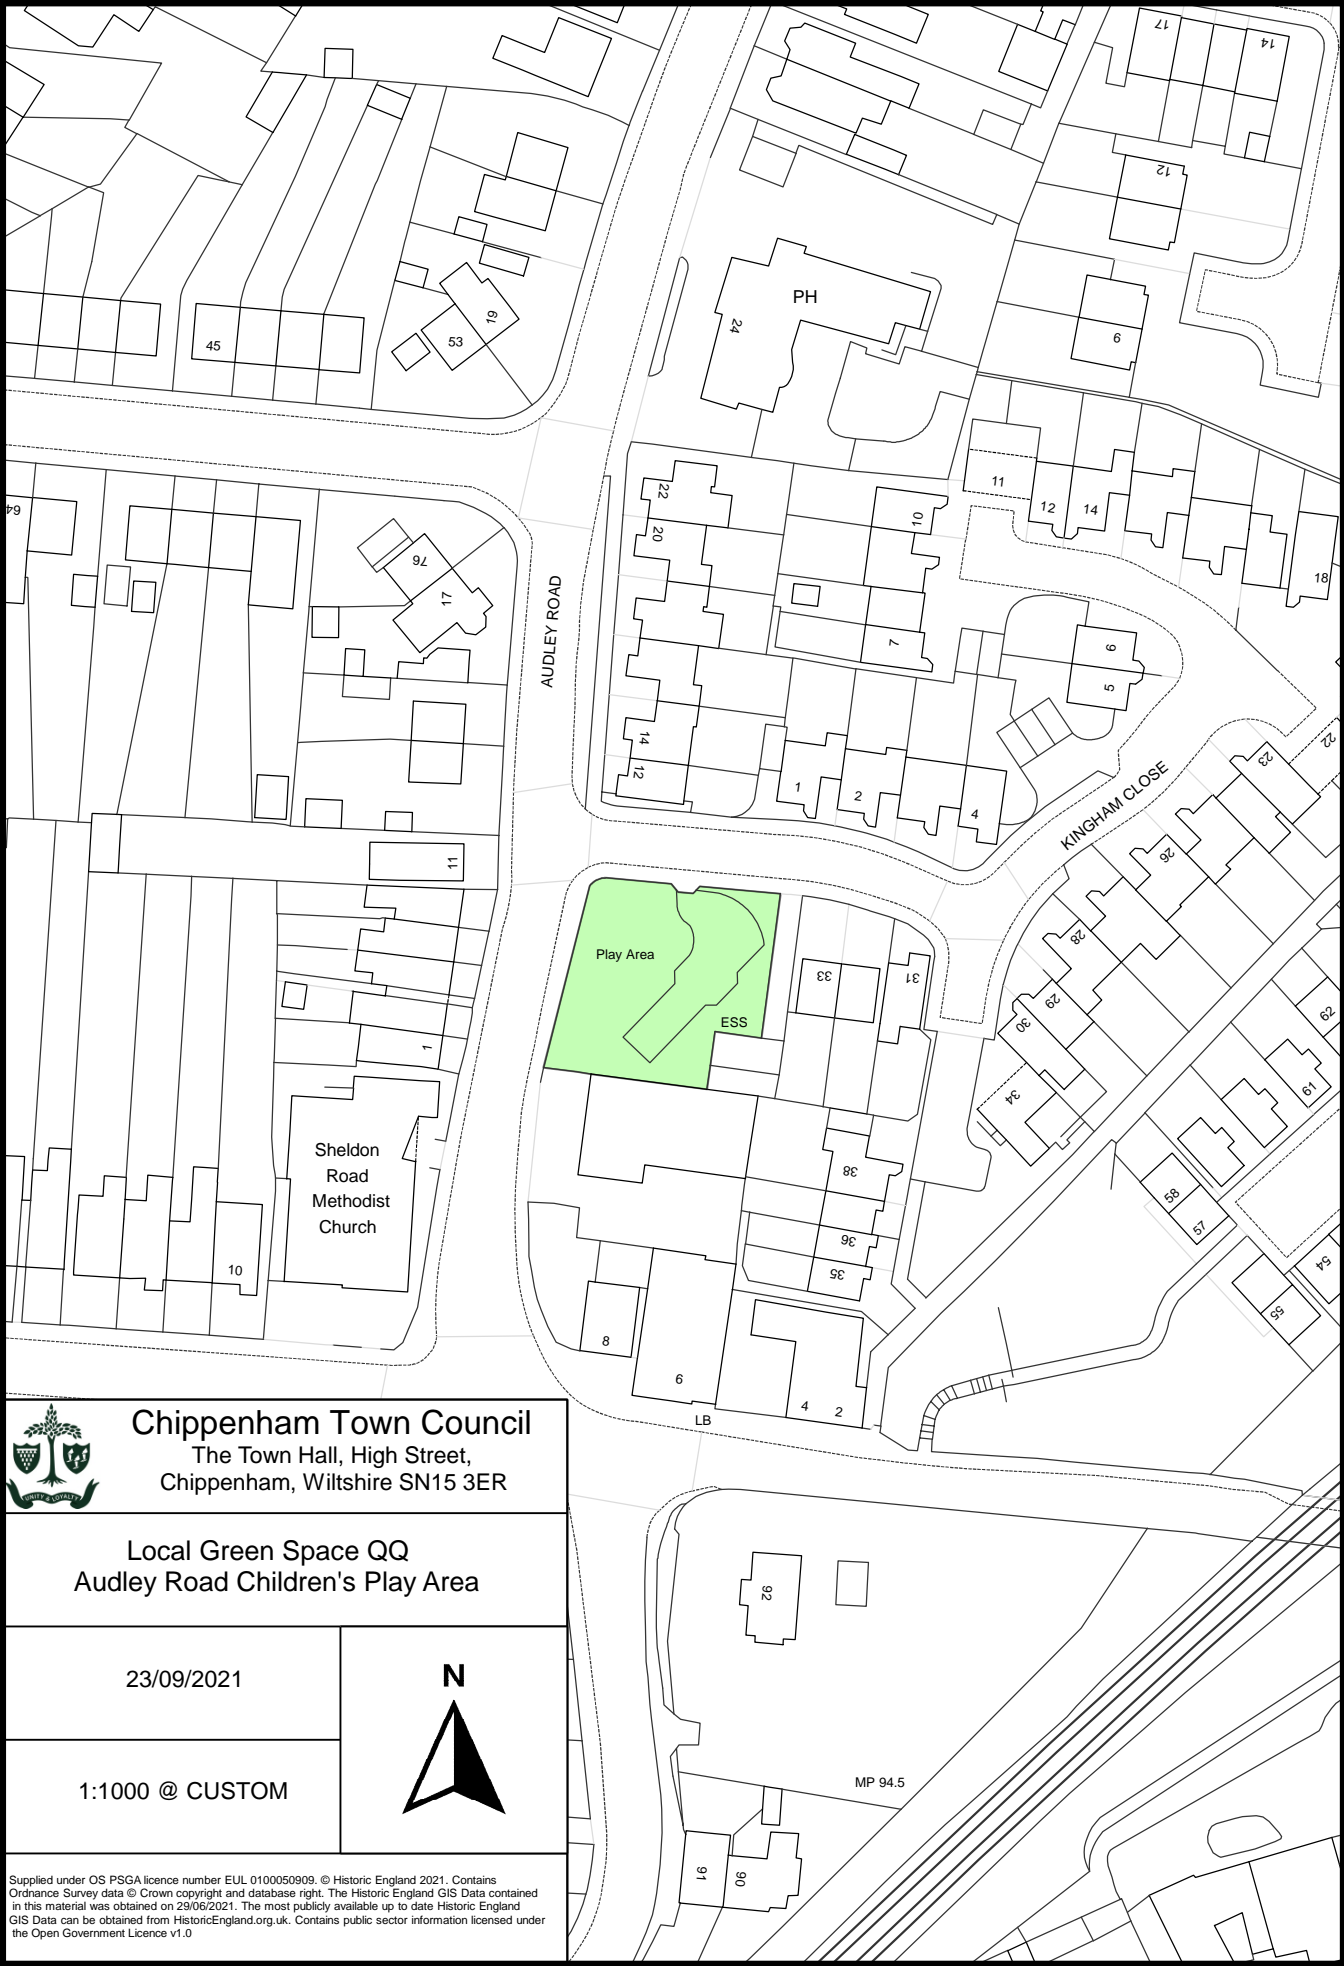 17
14
12
6
PH
24
19
53
45
64
76
17
AUDLEY ROAD
22
20
14
12
10
11
12
14
18
7
6
5
1
2
4
KINGHAM CLOSE
23
22
26
28
29
30
34
62
61
58
57
54
55
11
1
Play Area
ESS
33
31
38
36
35
Sheldon
Road
Methodist
Church
10
8
6
4
2
LB
92
MP 94.5
91
90
Chippenham Town Council
The Town Hall, High Street,
Chippenham, Wiltshire SN15 3ER
UNITY & LOYALTY
Local Green Space QQ
Audley Road Children's Play Area
23/09/2021
N
1:1000 @ CUSTOM
Supplied under OS PSGA licence number EUL 0100050909. © Historic England 2021. Contains
Ordnance Survey data © Crown copyright and database right. The Historic England GIS Data contained
in this material was obtained on 29/06/2021. The most publicly available up to date Historic England
GIS Data can be obtained from HistoricEngland.org.uk. Contains public sector information licensed under
the Open Government Licence v1.0